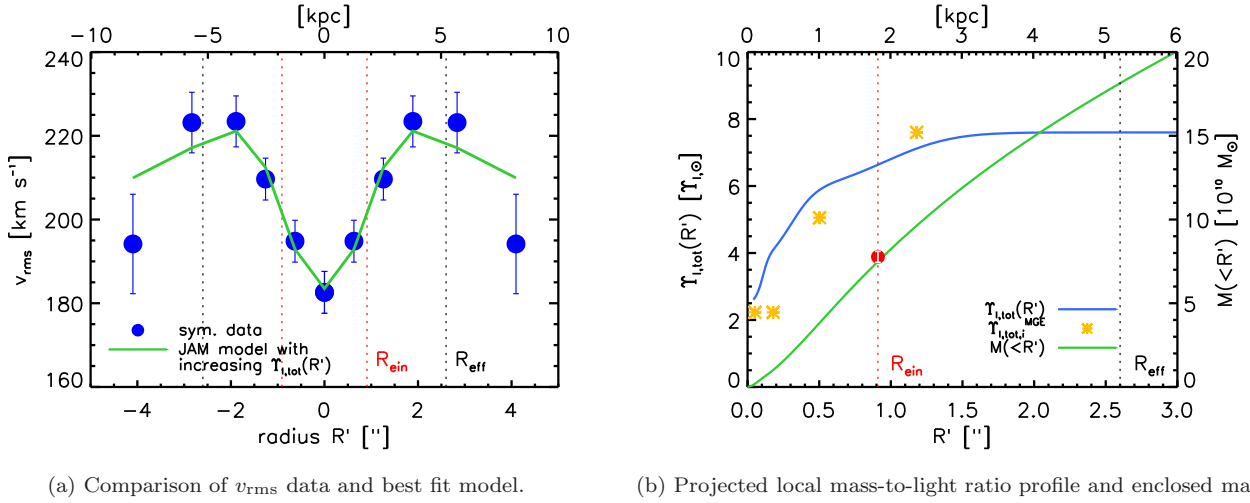 [kpc]
−10 −5 0 5 10
240
220
200
180
160
v_rms [km s⁻¹]
sym. data
JAM model with
increasing ϒ_I,tot(R')
R_ein
R_eff
−4 −2 0 2 4
radius R' ["]
(a) Comparison of v_rms data and best fit model.
[kpc]
0 1 2 3 4 5 6
10
8
6
4
2
0
ϒ_I,tot(R') [ϒ_I,⊙]
20
15
10
5
0
M(<R') [10¹⁰ M_⊙]
ϒ_I,tot(R')
ϒ_I,tot,i^MGE
M(<R')
R_ein
R_eff
0.0 0.5 1.0 1.5 2.0 2.5 3.0
R' ["]
(b) Projected local mass-to-light ratio profile and enclosed ma